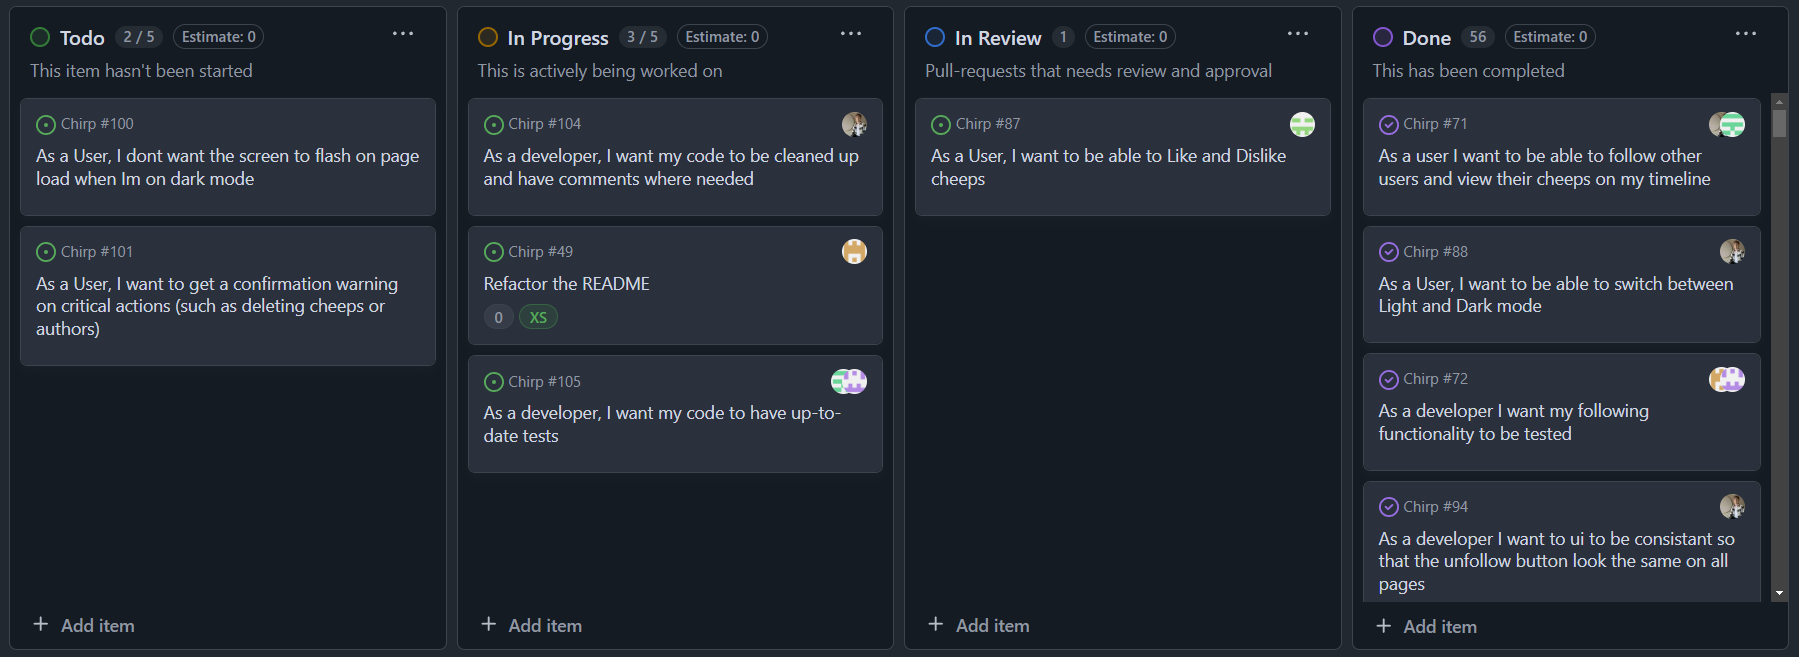 Todo 2 / 5 Estimate: 0
This item hasn't been started
Chirp #100
As a User, I dont want the screen to flash on page
load when Im on dark mode
Chirp #101
As a User, I want to get a confirmation warning
on critical actions (such as deleting cheeps or
authors)
+ Add item
In Progress 3 / 5 Estimate: 0
This is actively being worked on
Chirp #104
As a developer, I want my code to be cleaned up
and have comments where needed
Chirp #49
Refactor the README
0 XS
Chirp #105
As a developer, I want my code to have up-to-
date tests
+ Add item
In Review 1 Estimate: 0
Pull-requests that needs review and approval
Chirp #87
As a User, I want to be able to Like and Dislike
cheeps
+ Add item
Done 56 Estimate: 0
This has been completed
Chirp #71
As a user I want to be able to follow other
users and view their cheeps on my timeline
Chirp #88
As a User, I want to be able to switch between
Light and Dark mode
Chirp #72
As a developer I want my following
functionality to be tested
Chirp #94
As a developer I want to ui to be consistant so
that the unfollow button look the same on all
pages
+ Add item